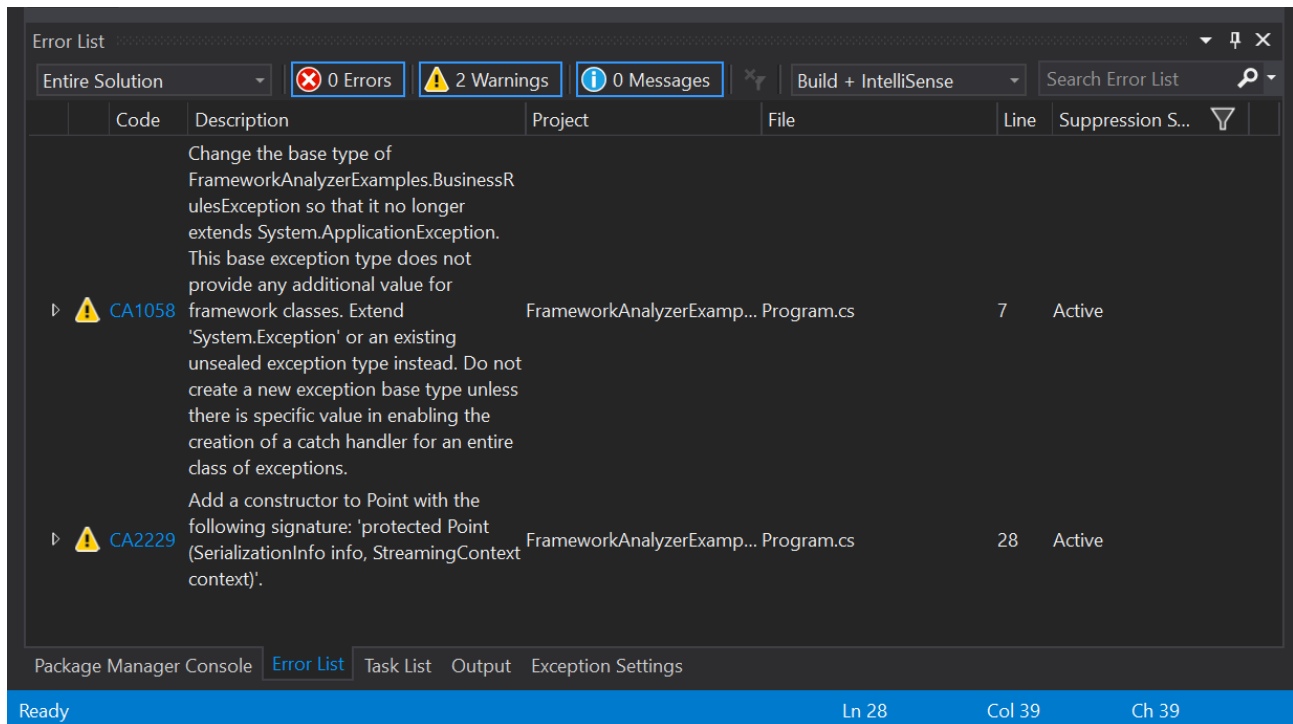 Error List
Entire Solution 0 Errors 2 Warnings 0 Messages Build + IntelliSense Search Error List
Code Description Project File Line Suppression S...
Change the base type of
FrameworkAnalyzerExamples.BusinessR
ulesException so that it no longer
extends System.ApplicationException.
This base exception type does not
provide any additional value for
CA1058 framework classes. Extend FrameworkAnalyzerExamp... Program.cs 7 Active
'System.Exception' or an existing
unsealed exception type instead. Do not
create a new exception base type unless
there is specific value in enabling the
creation of a catch handler for an entire
class of exceptions.
Add a constructor to Point with the
following signature: 'protected Point
CA2229 FrameworkAnalyzerExamp... Program.cs 28 Active
(SerializationInfo info, StreamingContext
context)'.
Package Manager Console Error List Task List Output Exception Settings
Ready Ln 28 Col 39 Ch 39